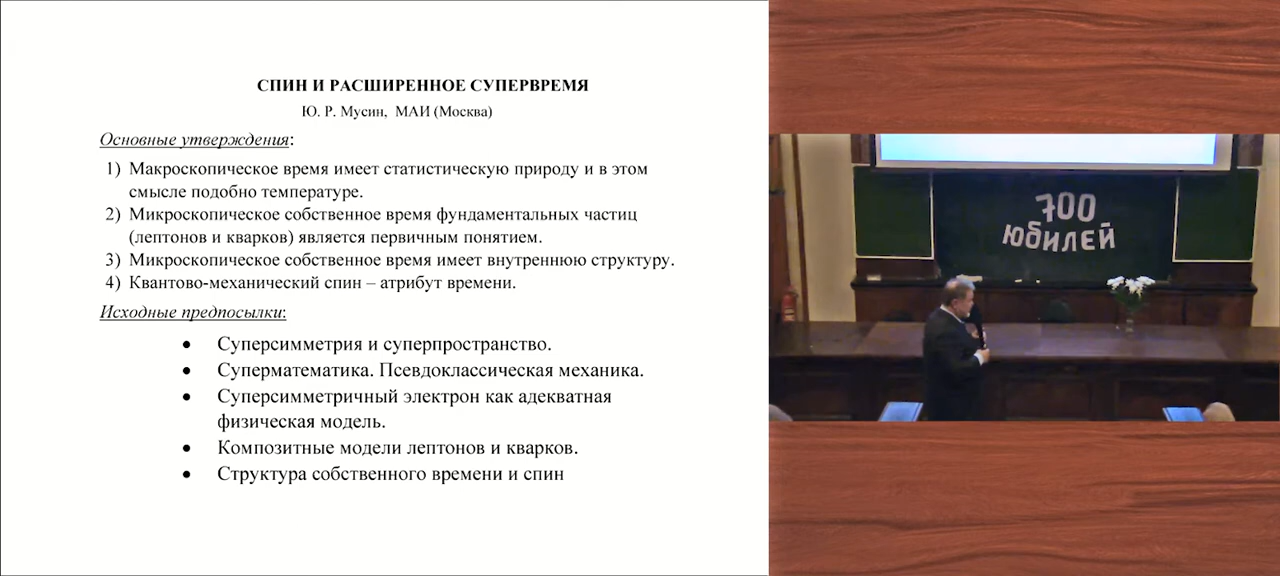 СПИН И РАСШИРЕННОЕ СУПЕРВРЕМЯ
Ю. Р. Мусин, МАИ (Москва)
Основные утверждения:
1) Макроскопическое время имеет статистическую природу и в этом
смысле подобно температуре.
2) Микроскопическое собственное время фундаментальных частиц
(лептонов и кварков) является первичным понятием.
3) Микроскопическое собственное время имеет внутреннюю структуру.
4) Квантово-механический спин – атрибут времени.
Исходные предпосылки:
• Суперсимметрия и суперпространство.
• Суперматематика. Псевдоклассическая механика.
• Суперсимметричный электрон как адекватная
физическая модель.
• Композитные модели лептонов и кварков.
• Структура собственного времени и спин
700
ЮБИЛЕЙ